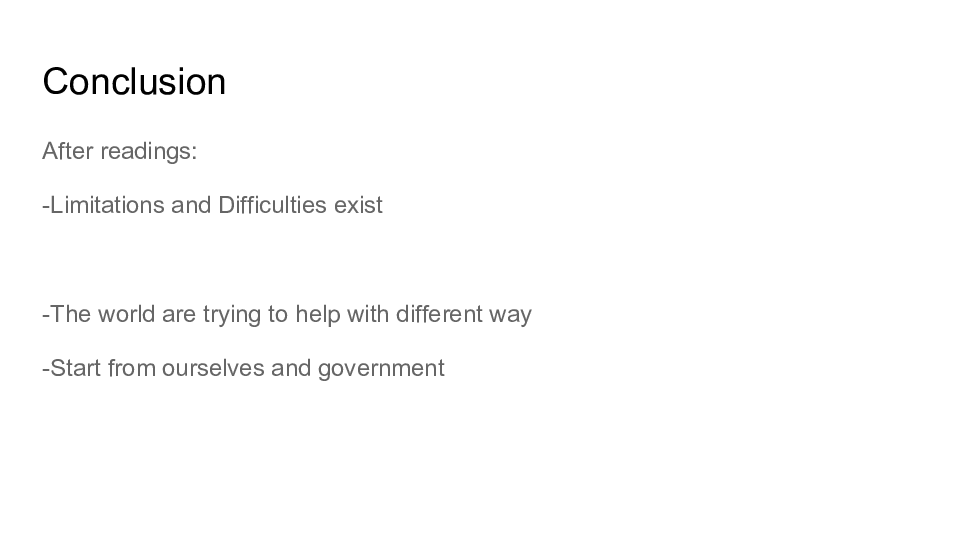 Conclusion
After readings:
-Limitations and Difficulties exist
-The world are trying to help with different way
-Start from ourselves and government